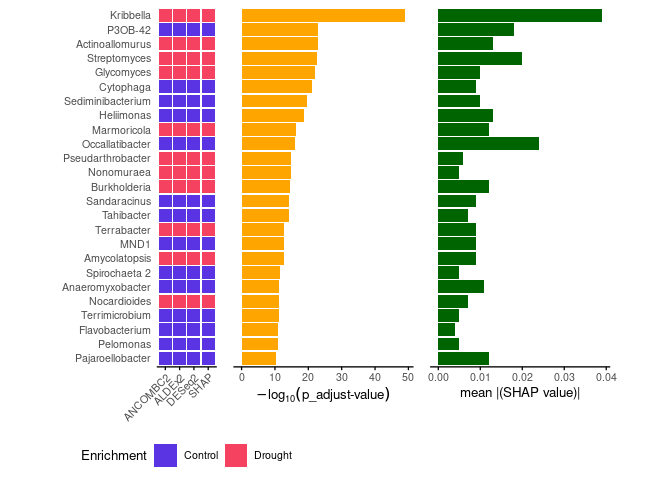 Kribbella
P3OB-42
Actinoallomurus
Streptomyces
Glycomyces
Cytophaga
Sediminibacterium
Heliimonas
Marmoricola
Occallatibacter
Pseudarthrobacter
Nonomuraea
Burkholderia
Sandaracinus
Tahibacter
Terrabacter
MND1
Amycolatopsis
Spirochaeta 2
Anaeromyxobacter
Nocardioides
Terrimicrobium
Flavobacterium
Pelomonas
Pajaroellobacter
ANCOMBC2
ALDEx2
DESeq2
SHAP
0 10 20 30 40 50
−log10(p_adjust-value)
0.00 0.01 0.02 0.03 0.04
mean |(SHAP value)|
Enrichment Control Drought